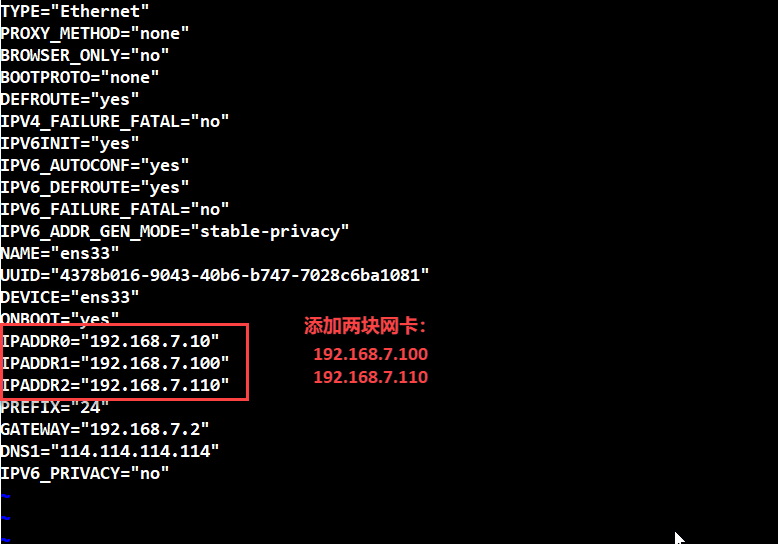 TYPE="Ethernet"
PROXY_METHOD="none"
BROWSER_ONLY="no"
BOOTPROTO="none"
DEFROUTE="yes"
IPV4_FAILURE_FATAL="no"
IPV6INIT="yes"
IPV6_AUTOCONF="yes"
IPV6_DEFROUTE="yes"
IPV6_FAILURE_FATAL="no"
IPV6_ADDR_GEN_MODE="stable-privacy"
NAME="ens33"
UUID="4378b016-9043-40b6-b747-7028c6ba1081"
DEVICE="ens33"
ONBOOT="yes"
IPADDR0="192.168.7.10"
IPADDR1="192.168.7.100"
IPADDR2="192.168.7.110"
PREFIX="24"
GATEWAY="192.168.7.2"
DNS1="114.114.114.114"
IPV6_PRIVACY="no"
~
~
~
添加两块网卡：
192.168.7.100
192.168.7.110